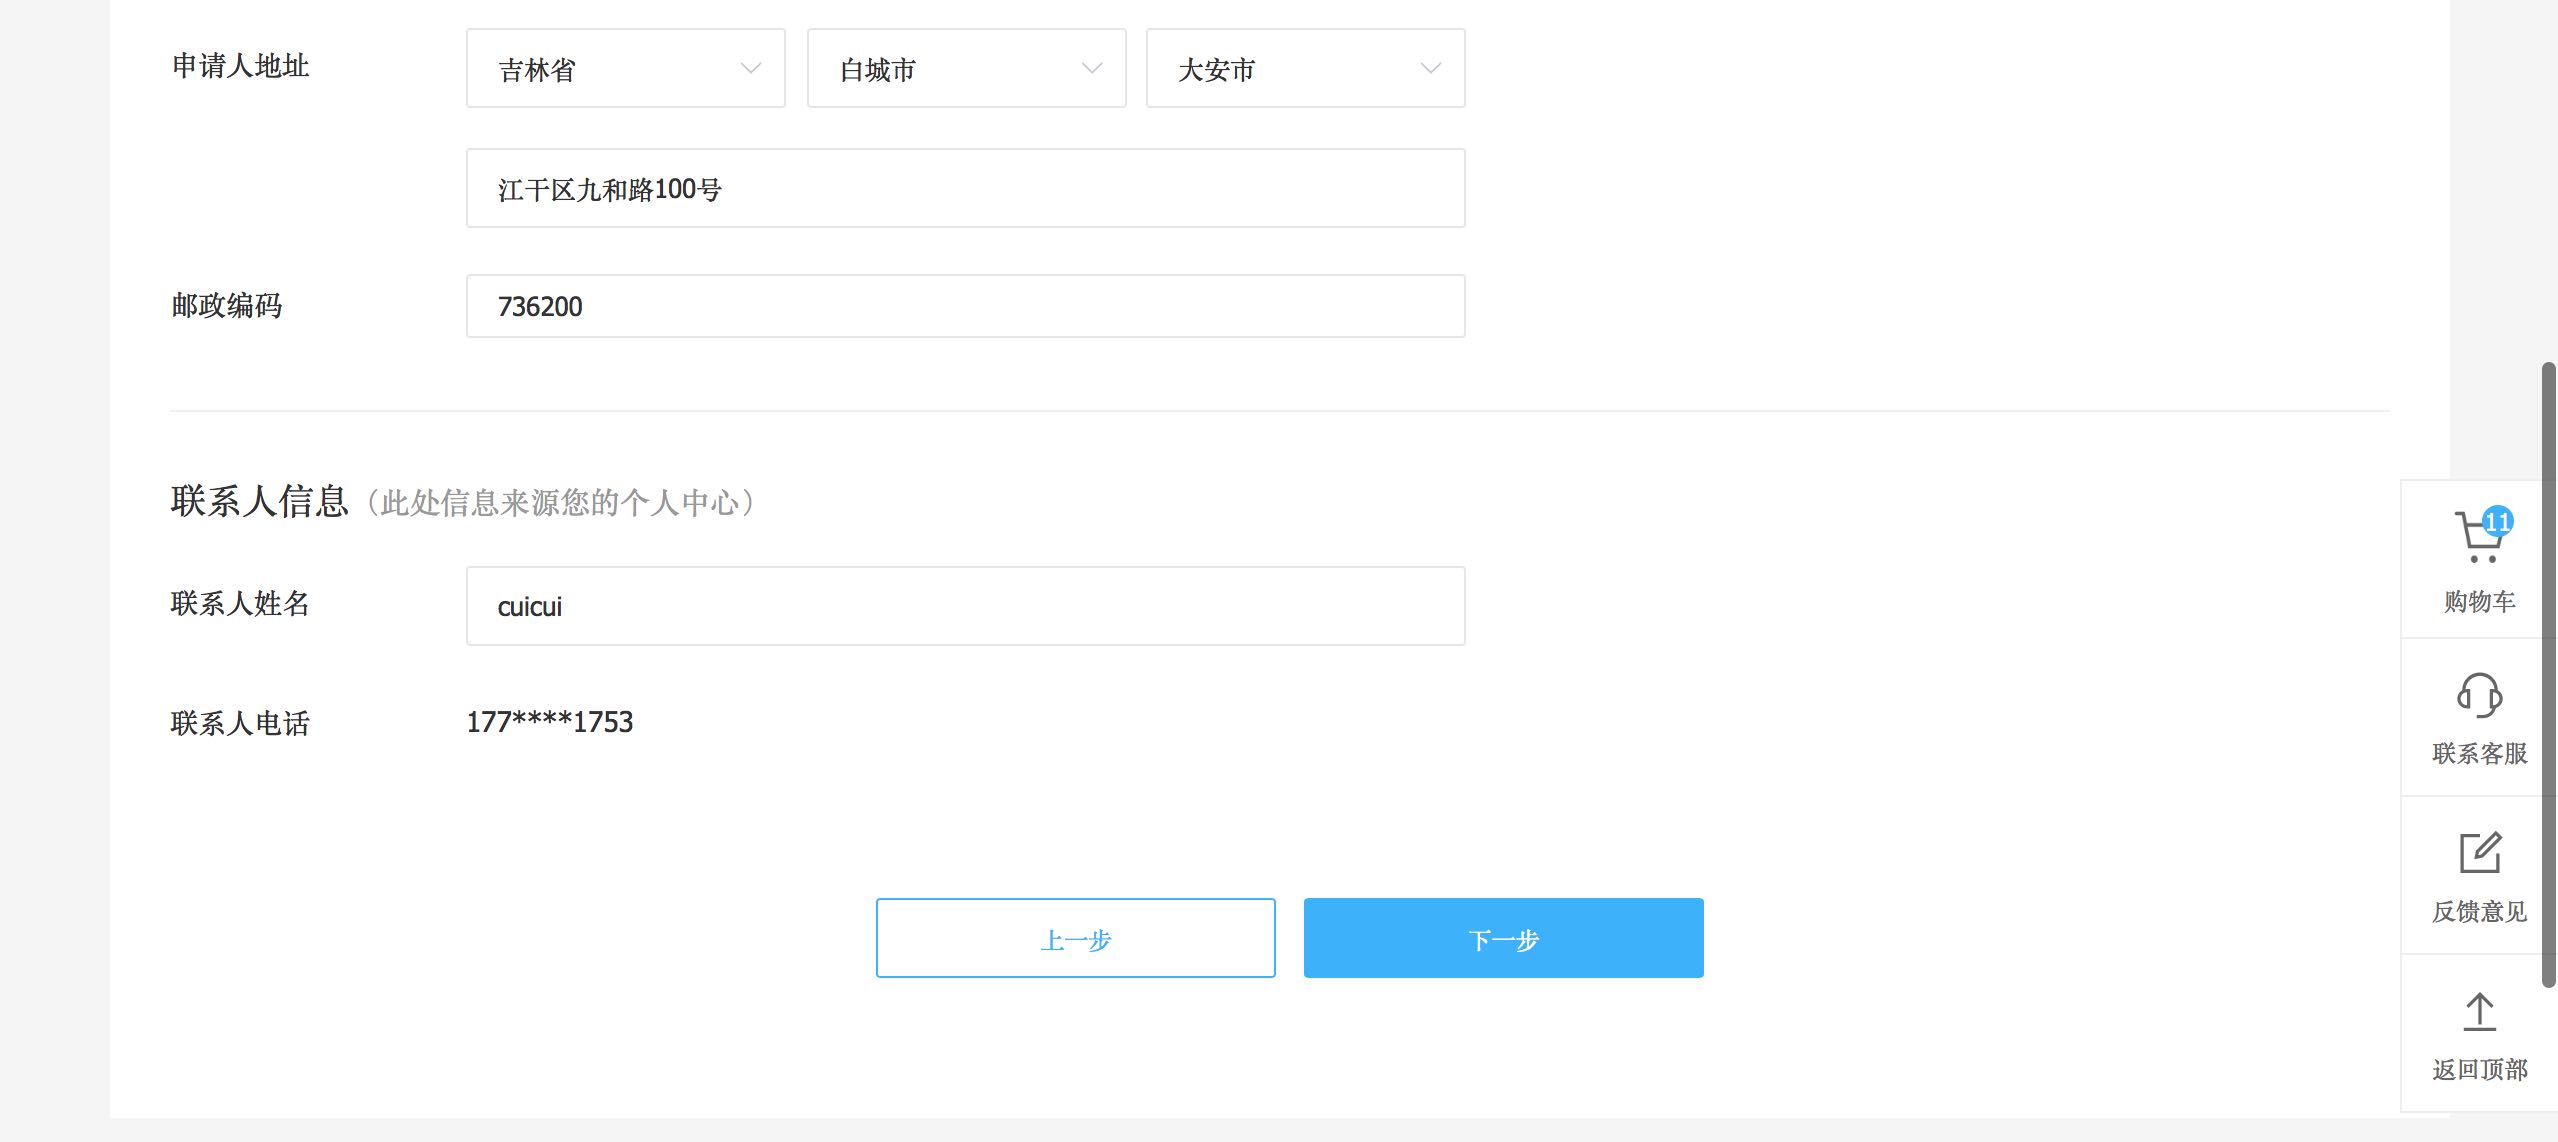 申请人地址
吉林省
白城市
大安市
江干区九和路100号
邮政编码
736200
联系人信息（此处信息来源您的个人中心）
联系人姓名
cuicui
联系人电话
177****1753
上一步
下一步
11
购物车
联系客服
反馈意见
返回顶部